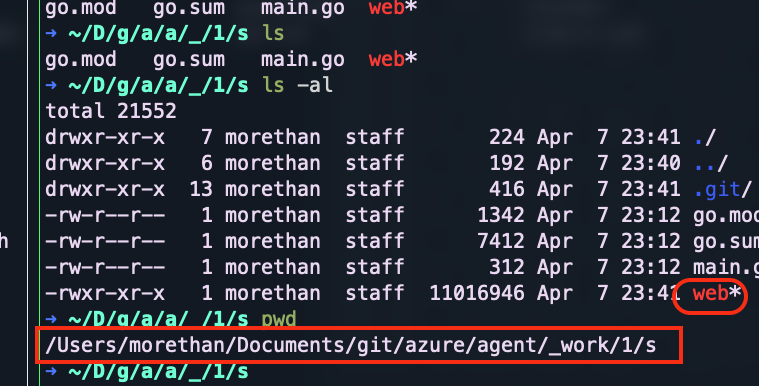 go.mod go.sum main.go web*
→ ~/D/g/a/a/_/1/s ls
go.mod go.sum main.go web*
→ ~/D/g/a/a/_/1/s ls -al
total 21552
drwxr-xr-x 7 morethan staff 224 Apr 7 23:41 ./
drwxr-xr-x 6 morethan staff 192 Apr 7 23:40 ../
drwxr-xr-x 13 morethan staff 416 Apr 7 23:41 .git/
-rw-r--r-- 1 morethan staff 1342 Apr 7 23:12 go.mod
h -rw-r--r-- 1 morethan staff 7412 Apr 7 23:12 go.sum
-rw-r--r-- 1 morethan staff 312 Apr 7 23:12 main.g
-rwxr-xr-x 1 morethan staff 11016946 Apr 7 23:41 web*
→ ~/D/g/a/a/_/1/s pwd
/Users/morethan/Documents/git/azure/agent/_work/1/s
→ ~/D/g/a/a/_/1/s